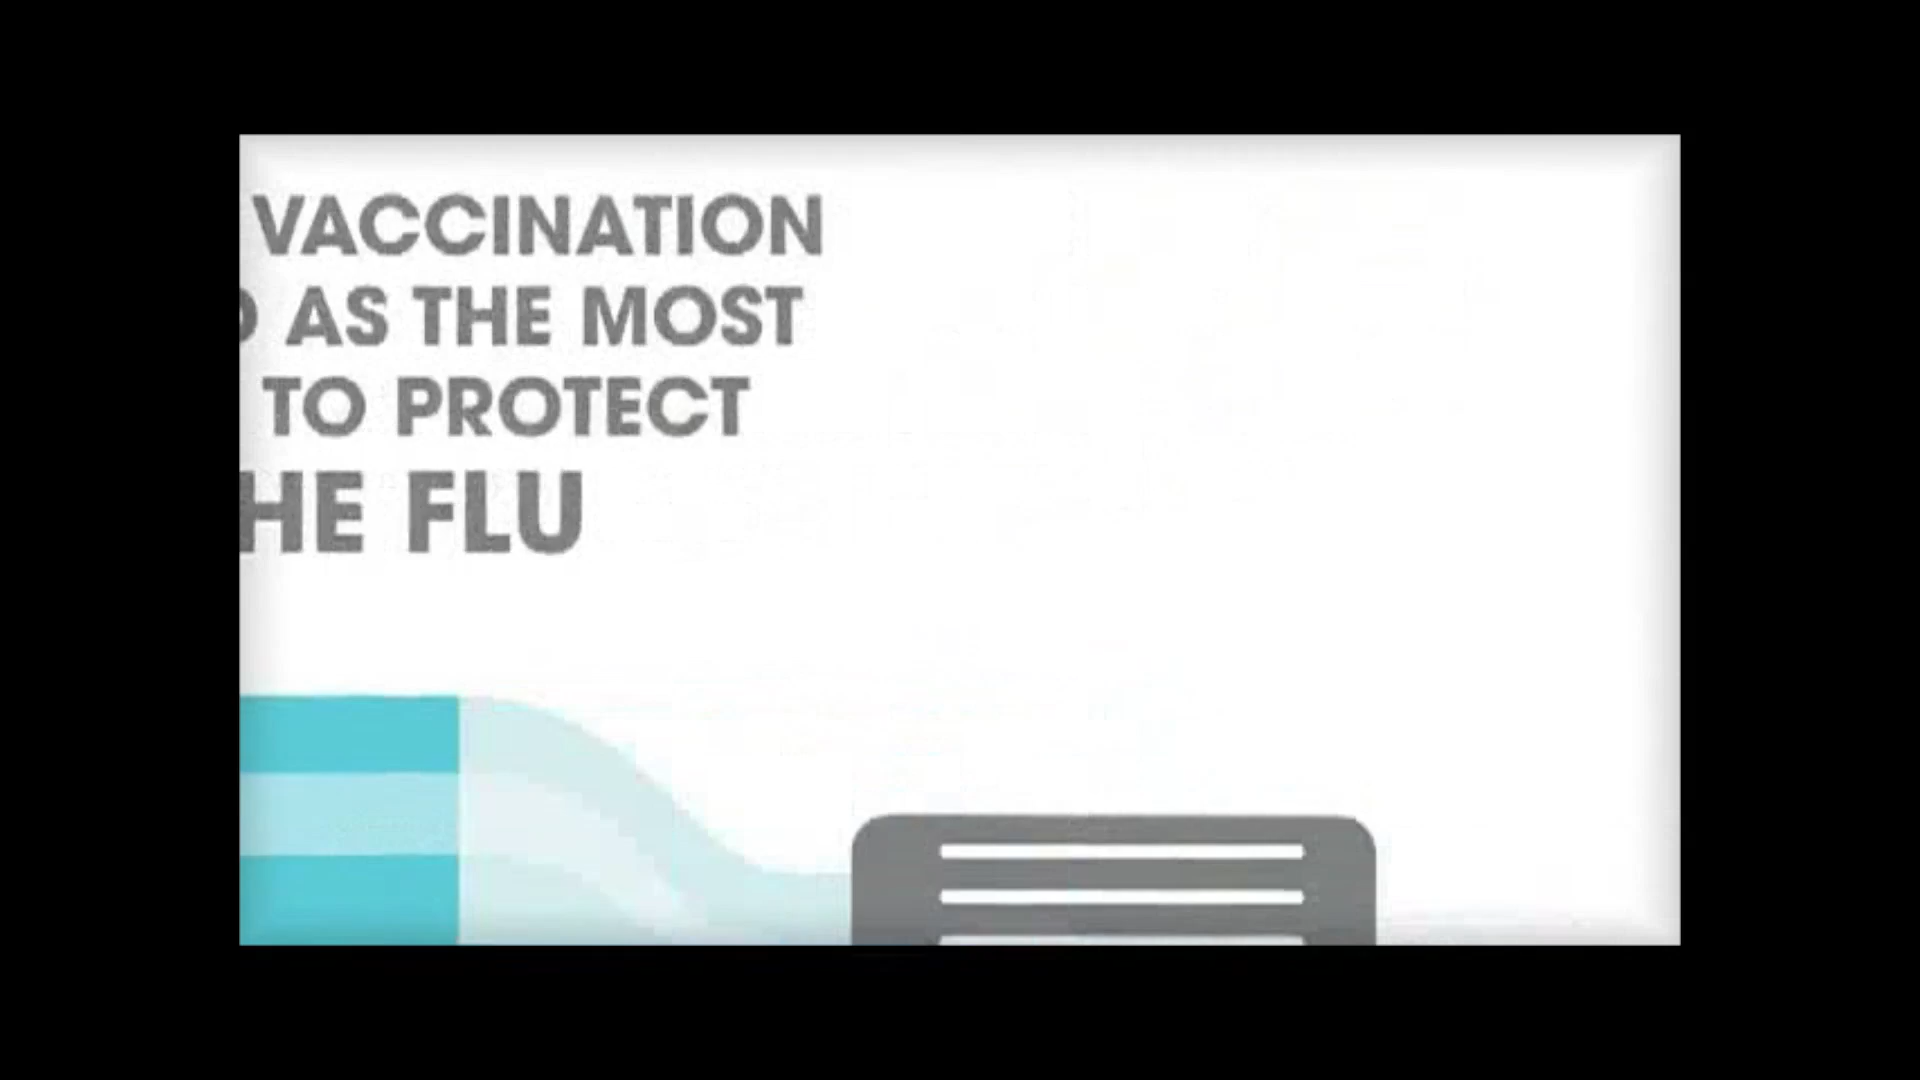 VACCINATION
AS THE MOST
TO PROTECT
HE FLU